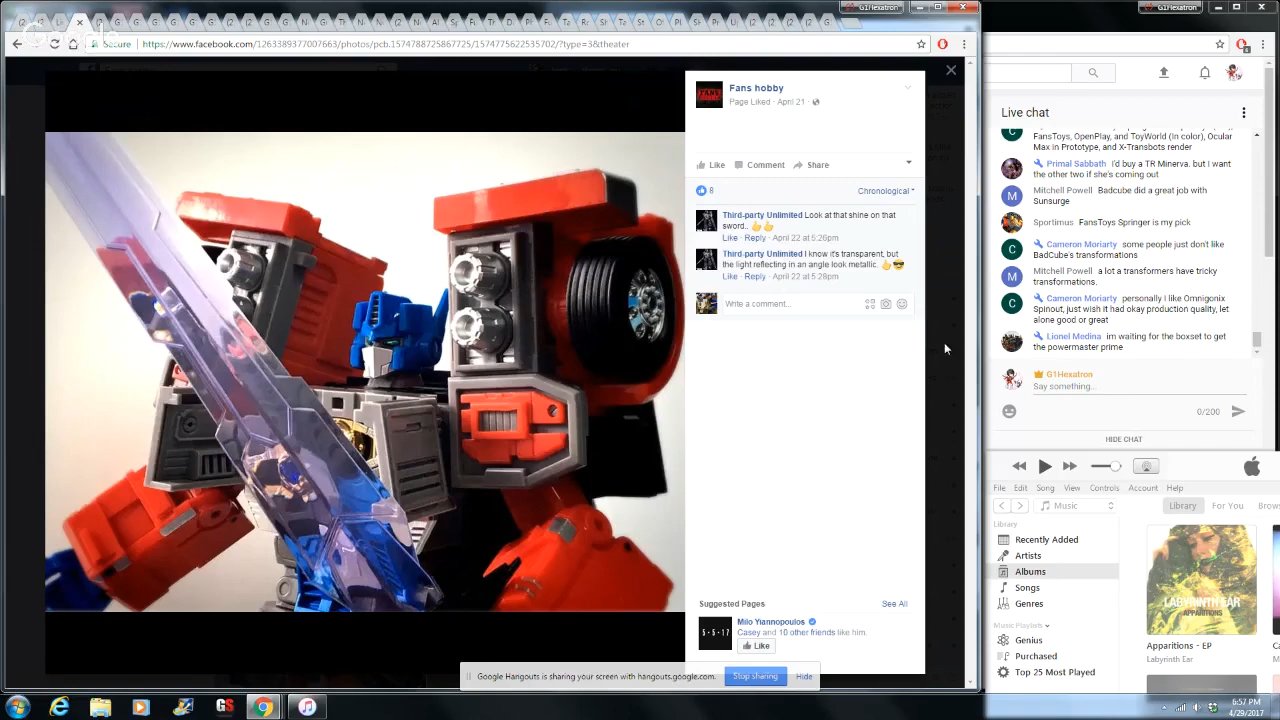 G1Hexatron
G1Hexatron
Google
Secure
https://www.facebook.com/1263389377007663/photos/pcb.1574788725867725/1574775622535702/?type=3&theater
Fans hobby
Page Liked · April 21 ·
Like Comment Share
8
Chronological
Third-party Unlimited Look at that shine on that
sword..
Like · Reply · April 22 at 5:26pm
Third-party Unlimited I know it's transparent, but
the light reflecting in an angle look metallic.
Like · Reply · April 22 at 5:28pm
Write a comment...
Suggested Pages See All
Milo Yiannopoulos
5·5·17
Casey and 10 other friends like him.
Like
Google Hangouts is sharing your screen with hangouts.google.com.
Stop sharing
Hide
Live chat
FansToys, OpenPlay, and ToyWorld (In color), Ocular
Max in Prototype, and X-Transbots render
Primal Sabbath I'd buy a TR Minerva. but I want
the other two if she's coming out
Mitchell Powell Badcube did a great job with
Sunsurge
Sportimus FansToys Springer is my pick
Cameron Moriarty some people just don't like
BadCube's transformations
Mitchell Powell a lot a transformers have tricky
transformations.
Cameron Moriarty personally I like Omnigonix
Spinout, just wish it had okay production quality, let
alone good or great
Lionel Medina im waiting for the boxset to get
the powermaster prime
G1Hexatron
Say something...
0/200
HIDE CHAT
File Edit Song View Controls Account Help
Music
Library For You Brows
Library
Recently Added
Artists
Albums
Songs
Genres
Music Playlists
Genius
Purchased
Top 25 Most Played
LABYRINTH EAR
APPARITIONS
Apparitions - EP
Labyrinth Ear
GS
6:57 PM
4/29/2017